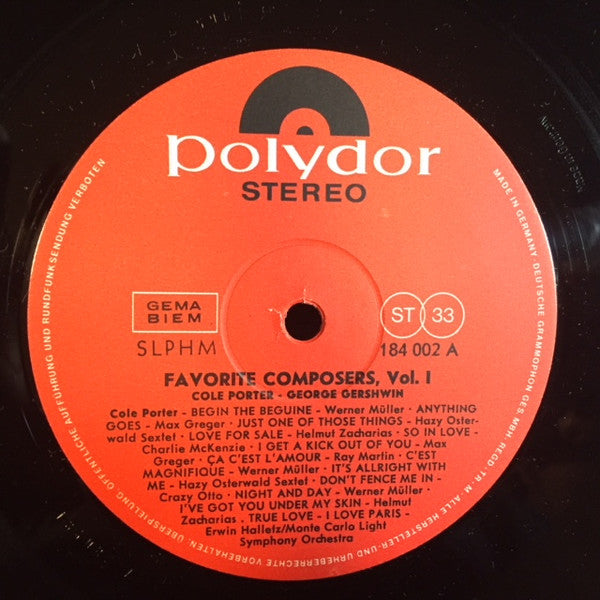 polydor
STEREO
GEMA
BIEM
ST 33
SLPHM
184 002 A
FAVORITE COMPOSERS, Vol. I
COLE PORTER - GEORGE GERSHWIN
Cole Porter - BEGIN THE BEGUINE - Werner Müller · ANYTHING
GOES - Max Greger · JUST ONE OF THOSE THINGS - Hazy Oster-
wald Sextet · LOVE FOR SALE - Helmut Zacharias · SO IN LOVE -
Charlie McKenzie · I GET A KICK OUT OF YOU - Max
Greger · ÇA C'EST L'AMOUR - Ray Martin · C'EST
MAGNIFIQUE - Werner Müller · IT'S ALLRIGHT WITH
ME - Hazy Osterwald Sextet · DON'T FENCE ME IN -
Crazy Otto · NIGHT AND DAY - Werner Müller ·
I'VE GOT YOU UNDER MY SKIN - Helmut
Zacharias . TRUE LOVE - I LOVE PARIS -
Erwin Halletz/Monte Carlo Light
Symphony Orchestra
MADE IN GERMANY. DEUTSCHE GRAMMOPHON GES. MBH. REGD. TR. M. ALLE HERSTELLER- UND URHEBERRECHTE VORBEHALTEN. ÜBERSPIELUNG ÖFFENTLICHE AUFFÜHRUNG UND RUNDFUNKSENDUNG VERBOTEN